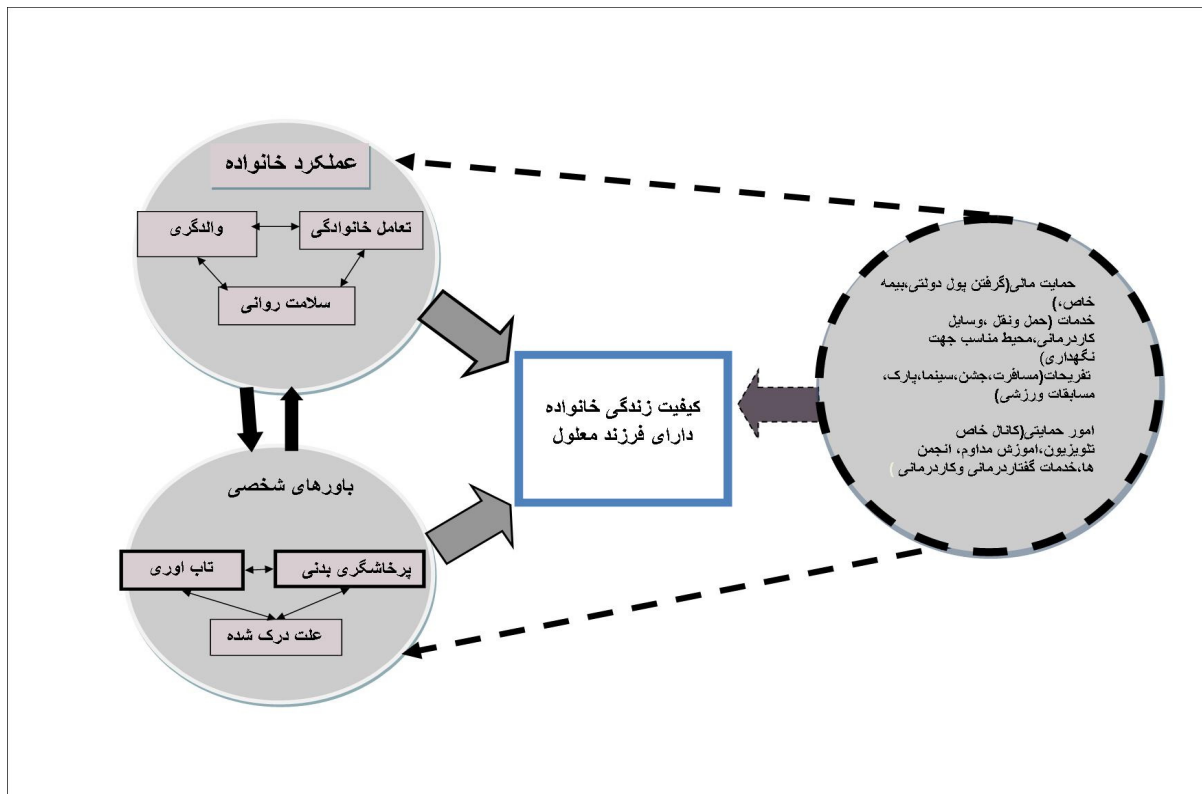 عملکرد خانواده
تعامل خانوادگی
والدگری
سلامت روانی
حمایت مالی(گرفتن پول دولتی،بیمه
خاص،)
خدمات (حمل ونقل ،وسایل
کاردرمانی،محیط مناسب جهت
نگهداری)
تفریحات(مسافرت،جشن،سینما،پارک،
مسابقات ورزشی)
امور حمایتی(کانال خاص
تلویزیون،اموزش مداوم، انجمن
ها،خدمات گفتاردرمانی وکاردرمانی )
کیفیت زندگی خانواده
دارای فرزند معلول
باورهای شخصی
پرخاشگری بدنی
تاب اوری
علت درک شده